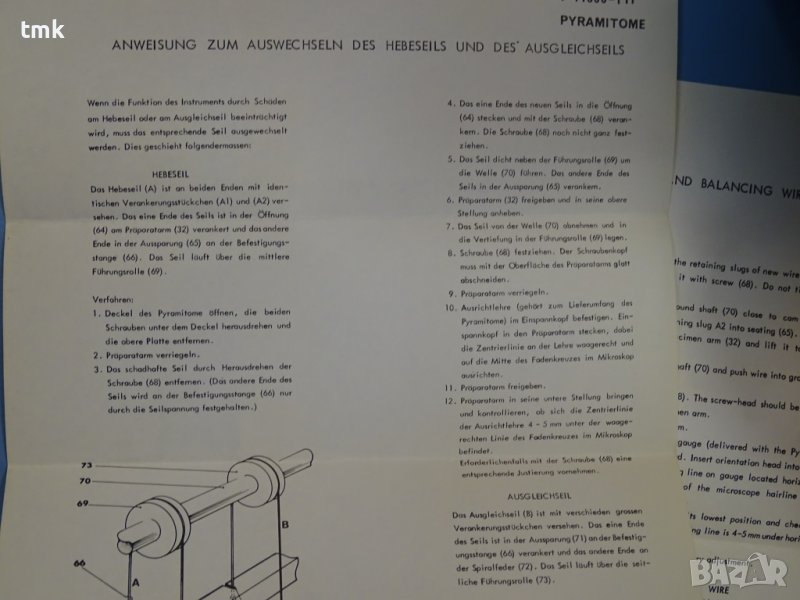 tmk
PYRAMITOME
ANWEISUNG ZUM AUSWECHSELN DES HEBESEILS UND DES AUSGLEICHSEILS
Wenn die Funktion des Instruments durch Schäden
am Hebeseil oder am Ausgleichseil beeinträchtigt
wird, muss das entsprechende Seil ausgewechselt
werden. Dies geschieht folgendermassen:
HEBESEIL
Das Hebeseil (A) ist an beiden Enden mit iden-
tischen Verankerungsstückchen (A1) und (A2) ver-
sehen. Das eine Ende des Seils ist in der Öffnung
(64) am Präparatarm (32) verankert und das andere
Ende in der Aussparung (65) an der Befestigungs-
stange (66). Das Seil läuft über die mittlere
Führungsrolle (69).
Verfahren:
1. Deckel des Pyramitome öffnen, die beiden
Schrauben unter dem Deckel herausdrehen und
die obere Platte entfernen.
2. Präparatarm verriegeln.
3. Das schadhafte Seil durch Herausdrehen der
Schraube (68) entfernen. (Das andere Ende des
Seils wird an der Befestigungsstange (66) nur
durch die Seilspannung festgehalten.)
73
70
69
66
A
B
4. Das eine Ende des neuen Seils in die Öffnung
(64) stecken und mit der Schraube (68) veran-
kern. Die Schraube (68) noch nicht ganz fest-
ziehen.
5. Das Seil dicht neben der Führungsrolle (69) um
die Welle (70) führen. Das andere Ende des
Seils in der Aussparung (65) verankern.
6. Präparatarm (32) freigeben und in seine obere
Stellung anheben.
7. Das Seil von der Welle (70) abnehmen und in
die Vertiefung in der Führungsrolle (69) legen.
8. Schraube (68) festziehen. Der Schraubenkopf
muss mit der Oberfläche des Präparatarms glatt
abschneiden.
9. Präparatarm verriegeln.
10. Ausrichtlehre (gehört zum Lieferumfang des
Pyramitome) im Einspannkopf befestigen. Ein-
spannkopf in den Präparatarm stecken, dabei
die Zentrierlinie an der Lehre waagerecht und
auf die Mitte des Fadenkreuzes im Mikroskop
ausrichten.
11. Präparatarm freigeben.
12. Präparatarm in seine untere Stellung bringen
und kontrollieren, ob sich die Zentrierlinie
der Ausrichtlehre 4 - 5 mm unter der waage-
rechten Linie des Fadenkreuzes im Mikroskop
befindet.
Erforderlichenfalls mit der Schraube (68) eine
entsprechende Justierung vornehmen.
AUSGLEICHSEIL
Das Ausgleichseil (B) ist mit verschieden grossen
Verankerungsstückchen versehen. Das eine Ende
des Seils ist in der Aussparung (71) an der Befesti-
gungsstange (66) verankert und das andere Ende an
der Spiralfeder (72). Das Seil läuft über die seit-
liche Führungsrolle (73).
AND BALANCING WIR
the retaining slugs of new wire
it with screw (68). Do not ti
ound shaft (70) close to cam
ning slug A2 into seating (65).
cimen arm (32) and lift it to
haft (70) and push wire into gro
8). The screw-head should be
en arm.
gauge (delivered with the Py
d. Insert orientation head into
line on gauge located horiz
of the microscope hairline
its lowest position and che
ing line is 4-5 mm under hori
ry adjustments.
WIRE
BAZAR.BG